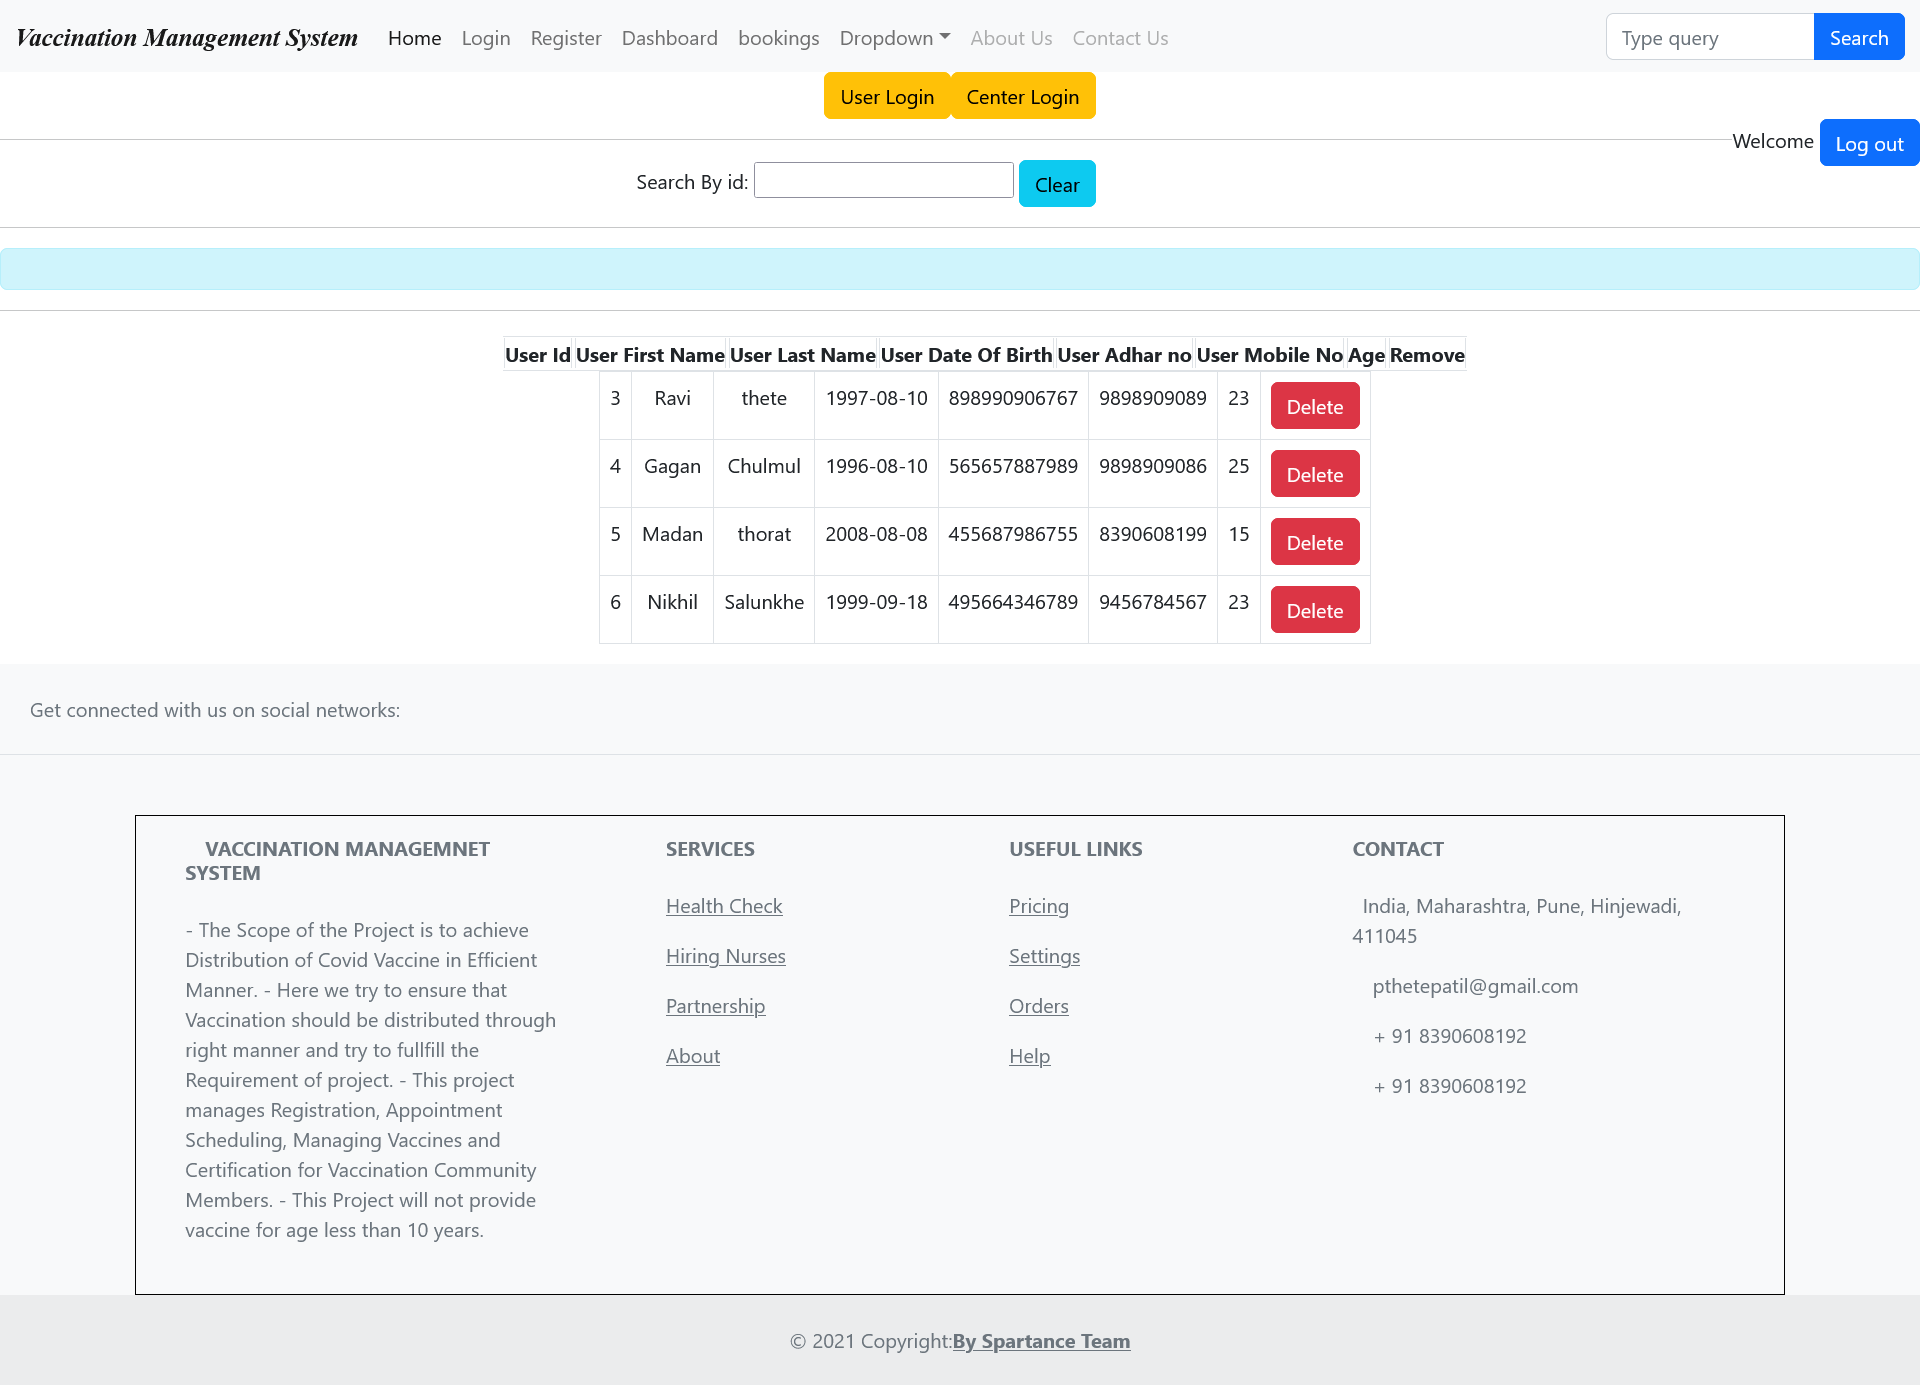 Vaccination Management System Home Login Register Dashboard bookings Dropdown About Us Contact Us Type query Search
User Login Center Login
Welcome Log out
Search By id: Clear
User Id User First Name User Last Name User Date Of Birth User Adhar no User Mobile No Age Remove
3 Ravi thete 1997-08-10 898990906767 9898909089 23 Delete
4 Gagan Chulmul 1996-08-10 565657887989 9898909086 25 Delete
5 Madan thorat 2008-08-08 455687986755 8390608199 15 Delete
6 Nikhil Salunkhe 1999-09-18 495664346789 9456784567 23 Delete
Get connected with us on social networks:
VACCINATION MANAGEMNET
SYSTEM
- The Scope of the Project is to achieve
Distribution of Covid Vaccine in Efficient
Manner. - Here we try to ensure that
Vaccination should be distributed through
right manner and try to fullfill the
Requirement of project. - This project
manages Registration, Appointment
Scheduling, Managing Vaccines and
Certification for Vaccination Community
Members. - This Project will not provide
vaccine for age less than 10 years.
SERVICES
Health Check
Hiring Nurses
Partnership
About
USEFUL LINKS
Pricing
Settings
Orders
Help
CONTACT
India, Maharashtra, Pune, Hinjewadi,
411045
pthetepatil@gmail.com
+ 91 8390608192
+ 91 8390608192
© 2021 Copyright:By Spartance Team